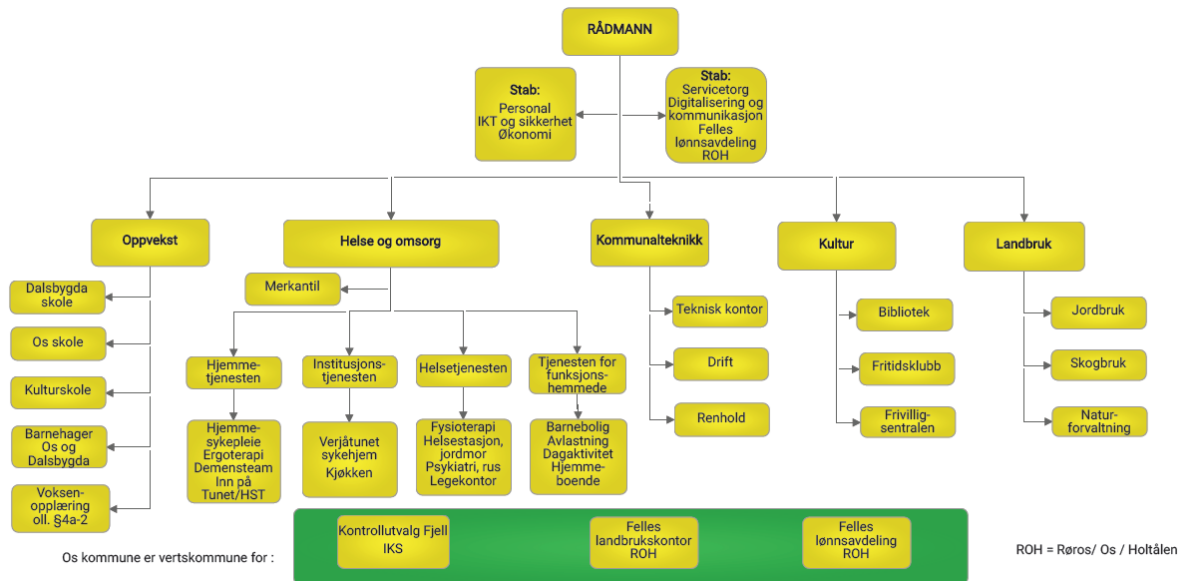 RÅDMANN
Stab:
Personal
IKT og sikkerhet
Økonomi
Stab:
Servicetorg
Digitalisering og
kommunikasjon
Felles
lønnsavdeling
ROH
Oppvekst
Helse og omsorg
Kommunalteknikk
Kultur
Landbruk
Dalsbygda
skole
Os skole
Kulturskole
Barnehager
Os og
Dalsbygda
Voksen-
opplæring
oll. §4a-2
Merkantil
Hjemme-
tjenesten
Institusjons-
tjenesten
Helsetjenesten
Tjenesten for
funksjons-
hemmede
Hjemme-
sykepleie
Ergoterapi
Demensteam
Inn på
Tunet/HST
Verjåtunet
sykehjem
Kjøkken
Fysioterapi
Helsestasjon,
jordmor
Psykiatri, rus
Legekontor
Barnebolig
Avlastning
Dagaktivitet
Hjemme-
boende
Teknisk kontor
Drift
Renhold
Bibliotek
Fritidsklubb
Frivillig-
sentralen
Jordbruk
Skogbruk
Natur-
forvaltning
Os kommune er vertskommune for :
Kontrollutvalg Fjell
IKS
Felles
landbrukskontor
ROH
Felles
lønnsavdeling
ROH
ROH = Røros/ Os / Holtålen